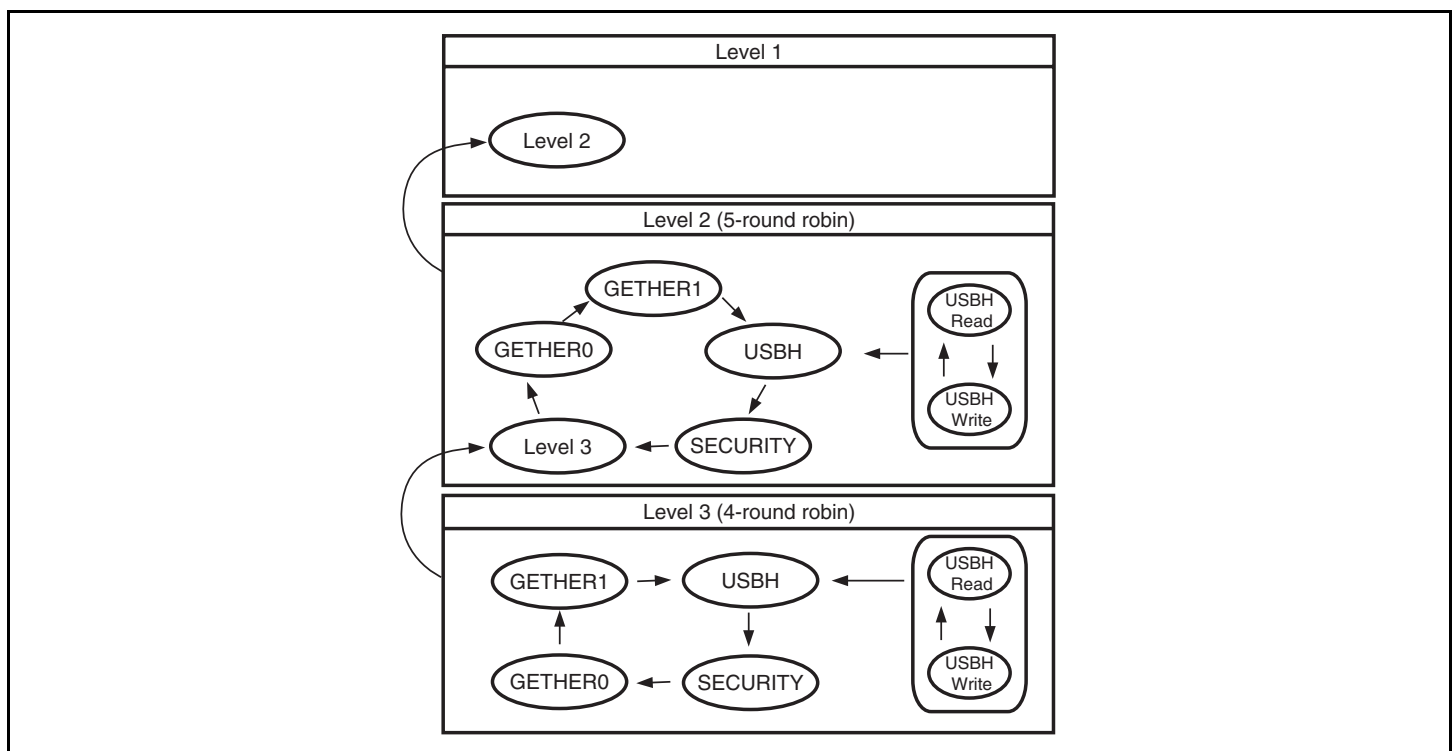 Level 1
Level 2
Level 2 (5-round robin)
GETHER1
GETHER0
USBH
USBH
Read
USBH
Write
Level 3
SECURITY
Level 3 (4-round robin)
GETHER1
USBH
USBH
Read
USBH
Write
GETHER0
SECURITY